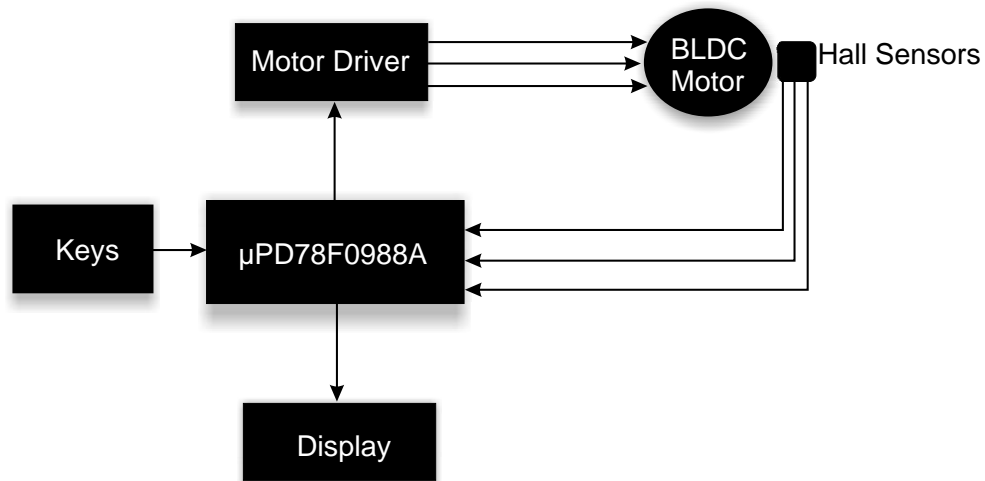 Motor Driver
BLDC
Motor
Hall Sensors
Keys
µPD78F0988A
Display